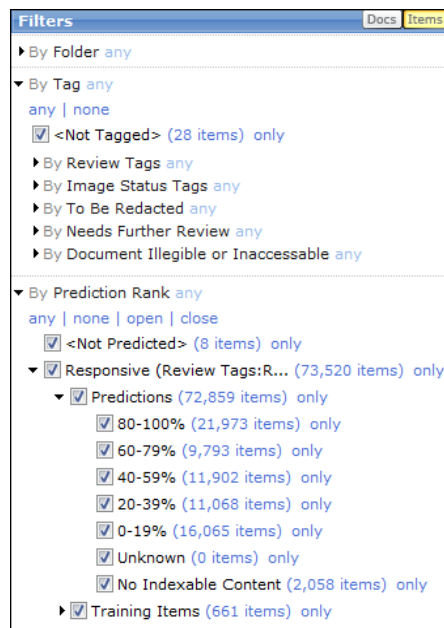 Filters Docs Items
By Folder any
By Tag any
any | none
<Not Tagged> (28 items) only
By Review Tags any
By Image Status Tags any
By To Be Redacted any
By Needs Further Review any
By Document Illegible or Inaccessable any
By Prediction Rank any
any | none | open | close
<Not Predicted> (8 items) only
Responsive (Review Tags:R... (73,520 items) only
Predictions (72,859 items) only
80-100% (21,973 items) only
60-79% (9,793 items) only
40-59% (11,902 items) only
20-39% (11,068 items) only
0-19% (16,065 items) only
Unknown (0 items) only
No Indexable Content (2,058 items) only
Training Items (661 items) only